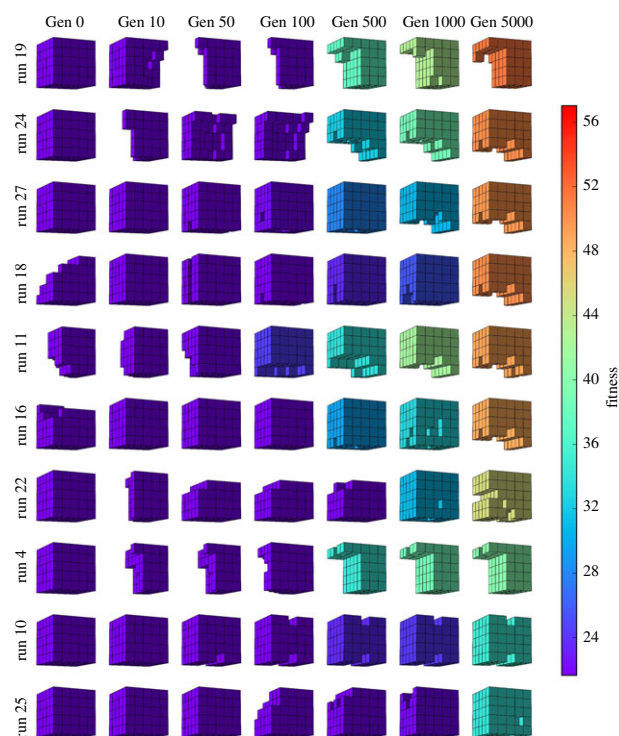 Gen 0 Gen 10 Gen 50 Gen 100 Gen 500 Gen 1000 Gen 5000
run 19
run 24
run 27
run 18
run 11
run 16
run 22
run 4
run 10
run 25
56
52
48
44
40
36
32
28
24
fitness